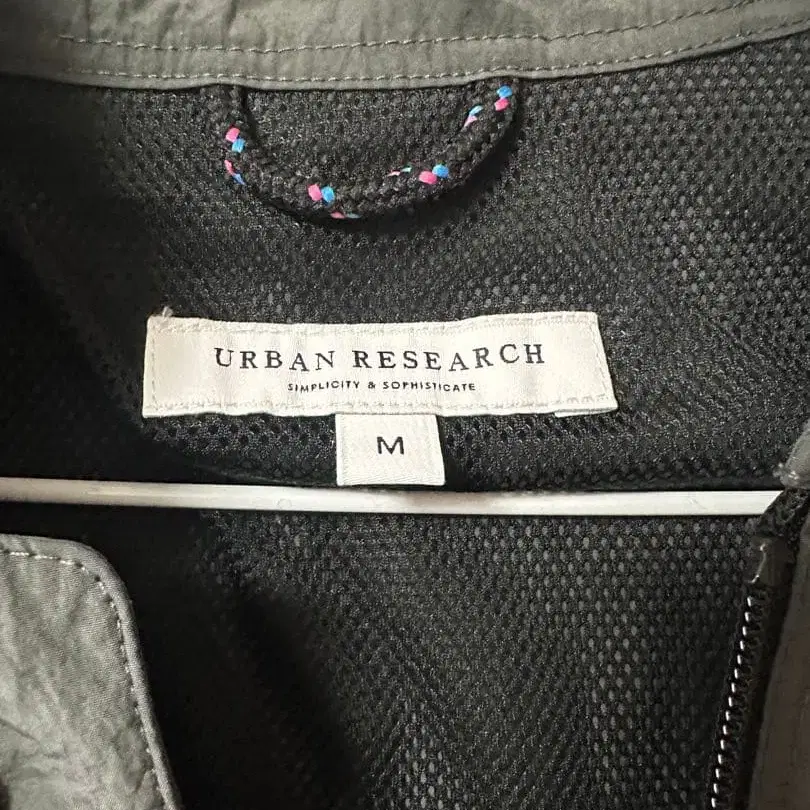 URBAN RESEARCH
SIMPLICITY & SOPHISTICATE
M